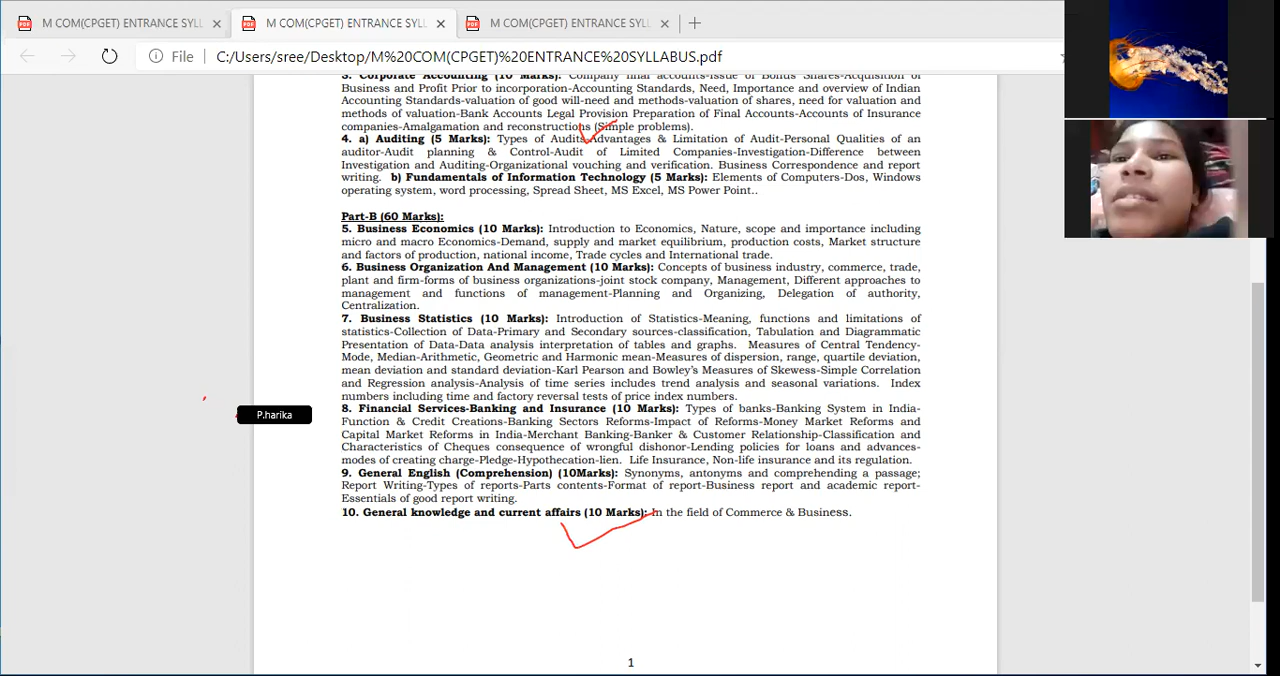 M COM(CPGET) ENTRANCE SYLL
M COM(CPGET) ENTRANCE SYLL
M COM(CPGET) ENTRANCE SYLL
File
C:/Users/sree/Desktop/M%20COM(CPGET)%20ENTRANCE%20SYLLABUS.pdf
3. Corporate Accounting (10 Marks): Company final accounts-Issue of Bonus Shares-Acquisition of
Business and Profit Prior to incorporation-Accounting Standards, Need, Importance and overview of Indian
Accounting Standards-valuation of good will-need and methods-valuation of shares, need for valuation and
methods of valuation-Bank Accounts Legal Provision Preparation of Final Accounts-Accounts of Insurance
companies-Amalgamation and reconstructions (Simple problems).
4. a) Auditing (5 Marks): Types of Audits-Advantages & Limitation of Audit-Personal Qualities of an
auditor-Audit planning & Control-Audit of Limited Companies-Investigation-Difference between
Investigation and Auditing-Organizational vouching and verification. Business Correspondence and report
writing. b) Fundamentals of Information Technology (5 Marks): Elements of Computers-Dos, Windows
operating system, word processing, Spread Sheet, MS Excel, MS Power Point..
Part-B (60 Marks):
5. Business Economics (10 Marks): Introduction to Economics, Nature, scope and importance including
micro and macro Economics-Demand, supply and market equilibrium, production costs, Market structure
and factors of production, national income, Trade cycles and International trade.
6. Business Organization And Management (10 Marks): Concepts of business industry, commerce, trade,
plant and firm-forms of business organizations-joint stock company, Management, Different approaches to
management and functions of management-Planning and Organizing, Delegation of authority,
Centralization.
7. Business Statistics (10 Marks): Introduction of Statistics-Meaning, functions and limitations of
statistics-Collection of Data-Primary and Secondary sources-classification, Tabulation and Diagrammatic
Presentation of Data-Data analysis interpretation of tables and graphs. Measures of Central Tendency-
Mode, Median-Arithmetic, Geometric and Harmonic mean-Measures of dispersion, range, quartile deviation,
mean deviation and standard deviation-Karl Pearson and Bowley's Measures of Skewess-Simple Correlation
and Regression analysis-Analysis of time series includes trend analysis and seasonal variations. Index
numbers including time and factory reversal tests of price index numbers.
P.harika
8. Financial Services-Banking and Insurance (10 Marks): Types of banks-Banking System in India-
Function & Credit Creations-Banking Sectors Reforms-Impact of Reforms-Money Market Reforms and
Capital Market Reforms in India-Merchant Banking-Banker & Customer Relationship-Classification and
Characteristics of Cheques consequence of wrongful dishonor-Lending policies for loans and advances-
modes of creating charge-Pledge-Hypothecation-lien. Life Insurance, Non-life insurance and its regulation.
9. General English (Comprehension) (10Marks): Synonyms, antonyms and comprehending a passage;
Report Writing-Types of reports-Parts contents-Format of report-Business report and academic report-
Essentials of good report writing.
10. General knowledge and current affairs (10 Marks): In the field of Commerce & Business.
1